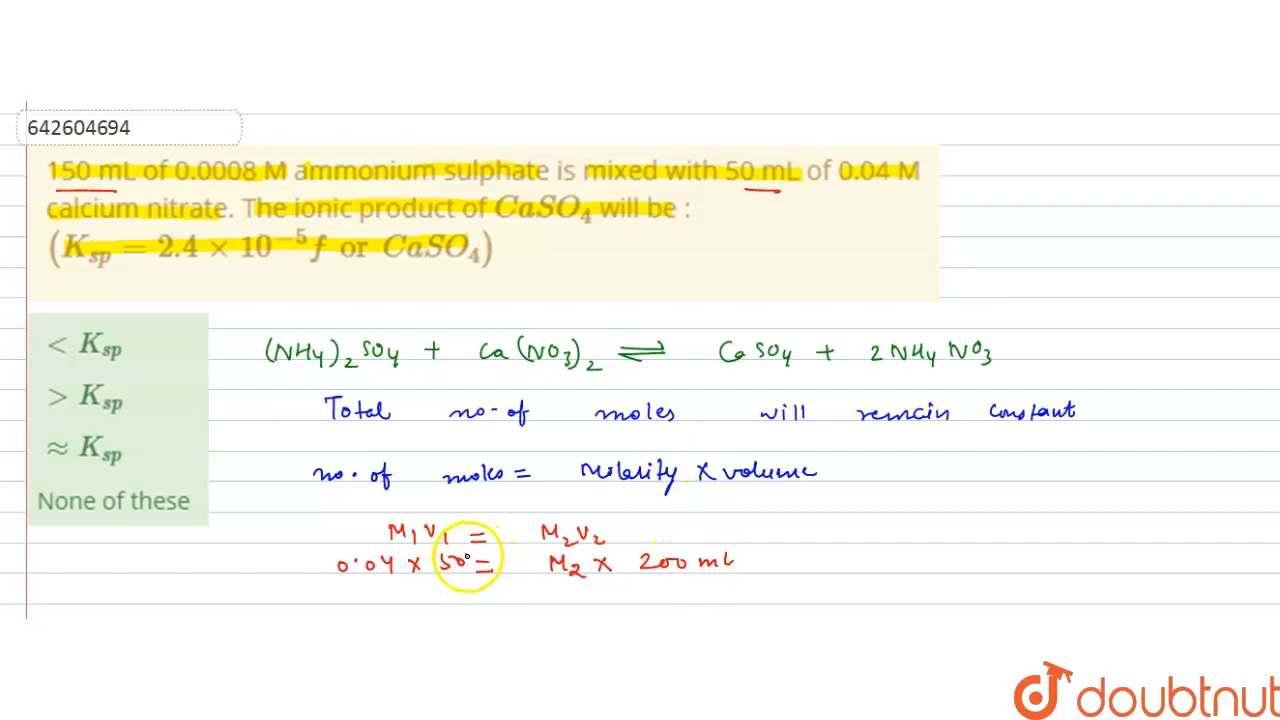 642604694
150 mL of 0.0008 M ammonium sulphate is mixed with 50 mL of 0.04 M
calcium nitrate. The ionic product of CaSO₄ will be :
(Kₛₚ = 2.4 × 10⁻⁵ f or CaSO₄)
< Kₛₚ
> Kₛₚ
≈ Kₛₚ
None of these
(NH4)₂SO4 + Ca(NO3)₂ ⇌ CaSO4 + 2NH4NO3
Total no-of moles will remain constant
no. of moles = Molarity × volume
M₁V₁ = M₂V₂
0.04 × 50 = M₂ × 200 mL
doubtnut